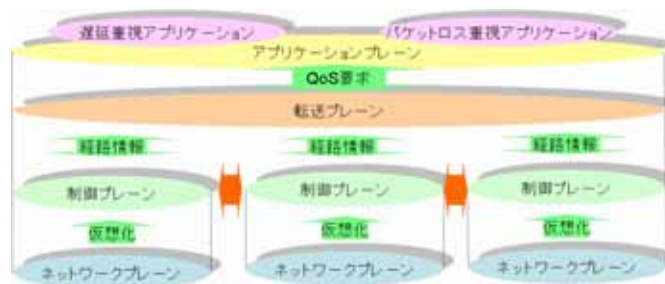 遅延重視アプリケーション
パケットロス重視アプリケーション
アプリケーションプレーン
QoS要求
転送プレーン
経路情報
経路情報
経路情報
制御プレーン
制御プレーン
制御プレーン
仮想化
仮想化
仮想化
ネットワークプレーン
ネットワークプレーン
ネットワークプレーン